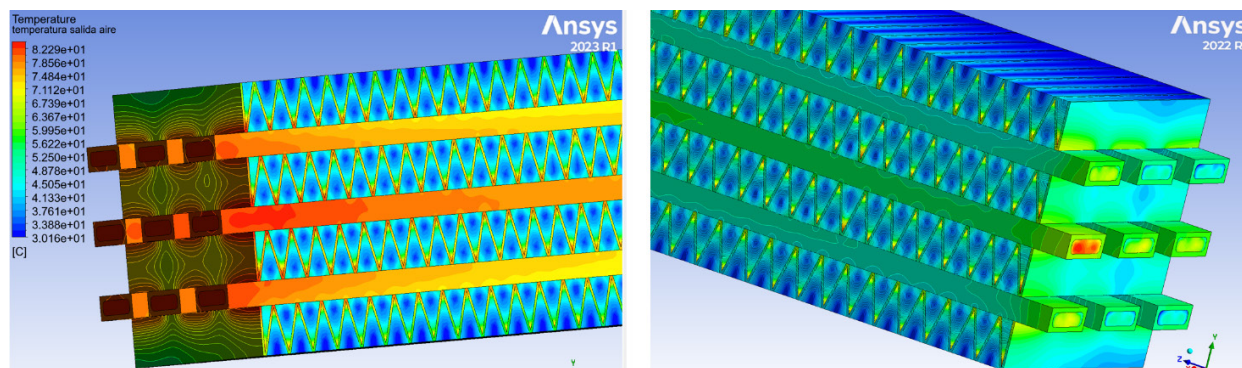 Temperature
temperatura salida aire
8.229e+01
7.856e+01
7.484e+01
7.112e+01
6.739e+01
6.367e+01
5.995e+01
5.622e+01
5.250e+01
4.878e+01
4.505e+01
4.133e+01
3.761e+01
3.388e+01
3.016e+01
[C]
Ansys
2023 R1
Y
Ansys
2022 R
Y
Z